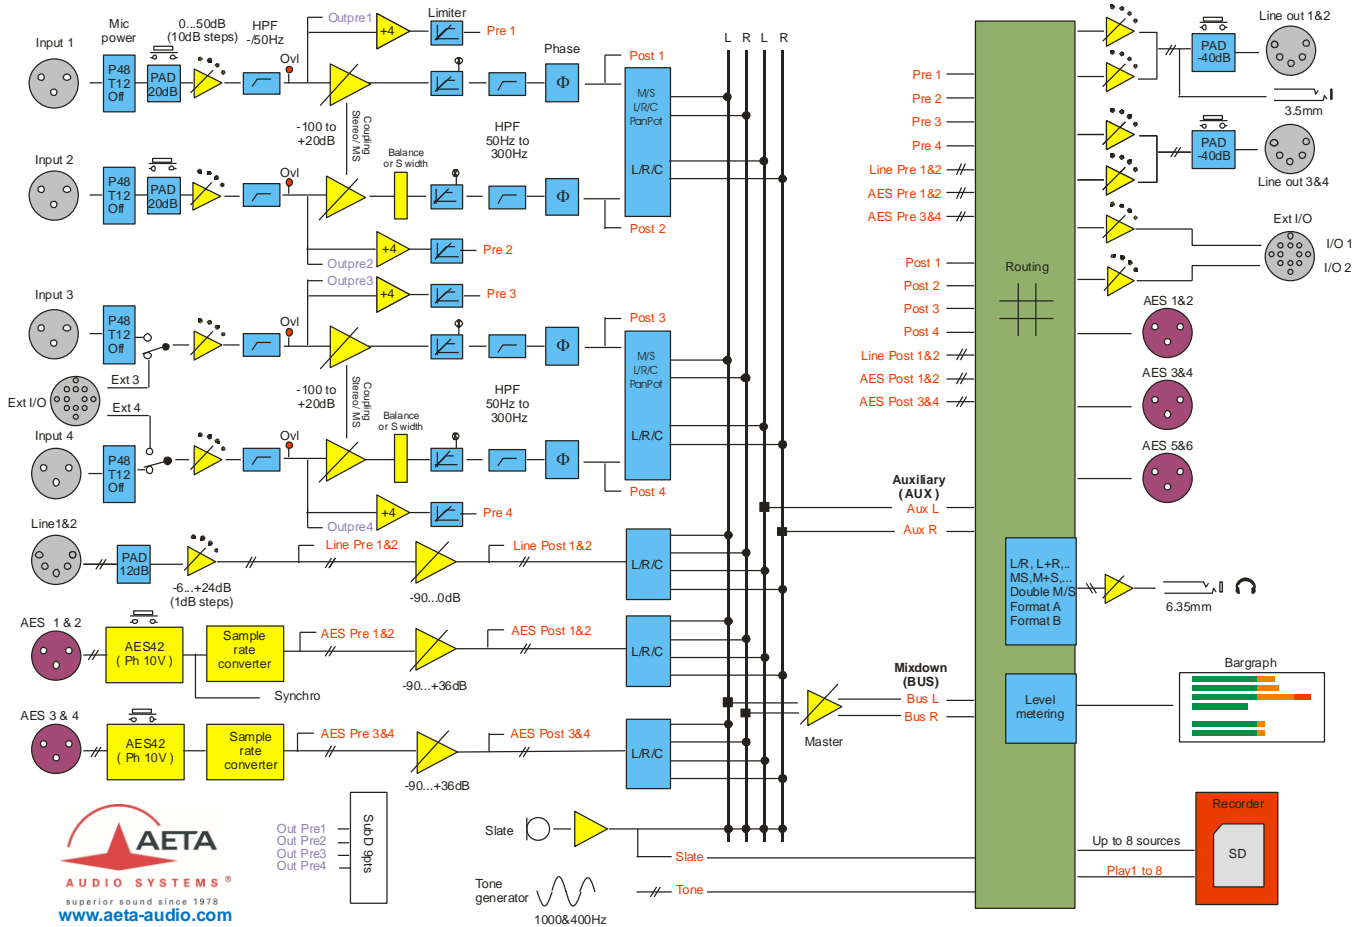 Input 1
Mic
power
0...50dB
(10dB steps)
HPF
-/50Hz
Ovl
Outpre1
+4
Limiter
Pre 1
P48
T12
Off
PAD
20dB
Phase
Φ
Post 1
-100 to
+20dB
Coupling
Stereo/ MS
HPF
50Hz to
300Hz
M/S
L/R/C
PanPot
L/R/C
Input 2
P48
T12
Off
PAD
20dB
Ovl
Balance
or S width
Φ
Post 2
+4
Pre 2
Outpre2
Outpre3
+4
Pre 3
Input 3
P48
T12
Off
Ovl
Φ
Post 3
Ext 3
Ext I/O
Ext 4
-100 to
+20dB
Coupling
Stereo/ MS
Balance
or S width
HPF
50Hz to
300Hz
M/S
L/R/C
PanPot
L/R/C
Input 4
P48
T12
Off
Ovl
Φ
Post 4
+4
Pre 4
Outpre4
Line1&2
PAD
12dB
-6...+24dB
(1dB steps)
Line Pre 1&2
-90...0dB
Line Post 1&2
L/R/C
AES 1 & 2
AES42
( Ph 10V )
Sample
rate
converter
Synchro
AES Pre 1&2
-90...+36dB
AES Post 1&2
L/R/C
AES 3 & 4
AES42
( Ph 10V )
Sample
rate
converter
AES Pre 3&4
-90...+36dB
AES Post 3&4
L/R/C
L R L R
Pre 1
Pre 2
Pre 3
Pre 4
Line Pre 1&2
AES Pre 1&2
AES Pre 3&4
Post 1
Post 2
Post 3
Post 4
Line Post 1&2
AES Post 1&2
AES Post 3&4
Auxiliary
(AUX )
Aux L
Aux R
Mixdown
(BUS)
Bus L
Bus R
Master
Routing
L/R, L+R,..
MS,M+S,...
Double M/S
Format A
Format B
Level
metering
PAD
-40dB
Line out 1&2
3.5mm
PAD
-40dB
Line out 3&4
Ext I/O
I/O 1
I/O 2
AES 1&2
AES 3&4
AES 5&6
6.35mm
Bargraph
Recorder
SD
Up to 8 sources
Play1 to 8
Slate
Slate
Tone
generator
1000&400Hz
Tone
Out Pre1
Out Pre2
Out Pre3
Out Pre4
Sub D 9pts
AETA
AUDIO SYSTEMS ®
superior sound since 1978
www.aeta-audio.com